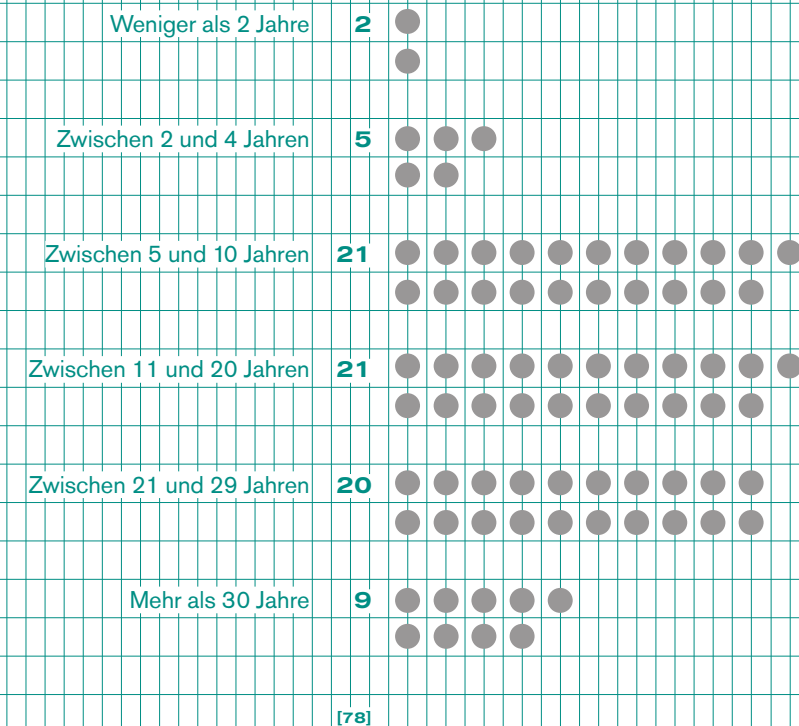 Weniger als 2 Jahre 2
Zwischen 2 und 4 Jahren 5
Zwischen 5 und 10 Jahren 21
Zwischen 11 und 20 Jahren 21
Zwischen 21 und 29 Jahren 20
Mehr als 30 Jahre 9
[78]